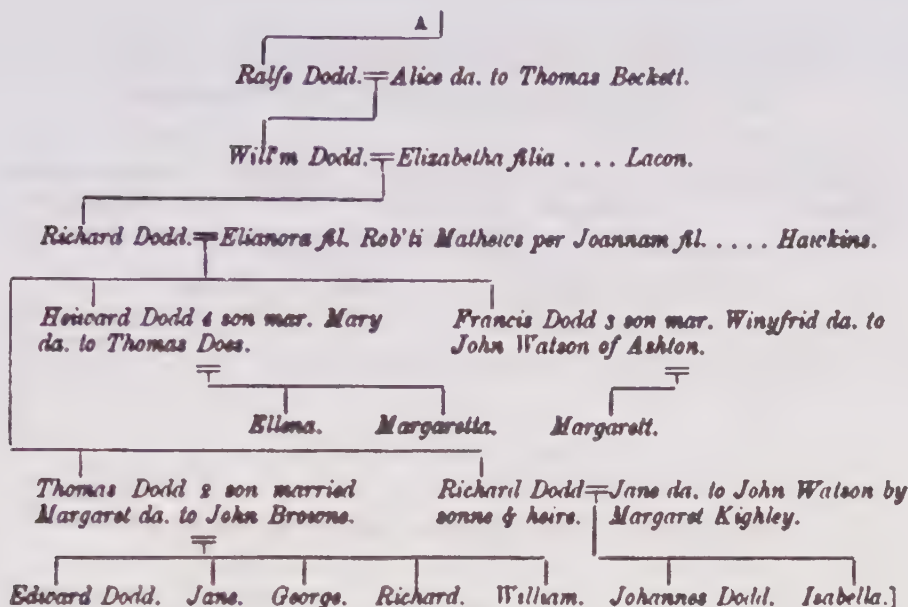 A
Ralfe Dodd. = Alice da. to Thomas Beckett.
Will'm Dodd. = Elizabetha filia .... Lacon.
Richard Dodd. = Elianora fil. Rob'ti Mathews per Joannam fil. .... Hawkins.
Heiward Dodd 4 son mar. Mary
da. to Thomas Does.
Francis Dodd 3 son mar. Winyfrid da. to
John Watson of Ashton.
Ellena. Margaretta. Margarett.
Thomas Dodd 2 son married
Margaret da. to John Browne.
Richard Dodd = Jane da. to John Watson by
sonne & heire. Margaret Kighley.
Edward Dodd. Jane. George. Richard. William. Johannes Dodd. Isabella.]